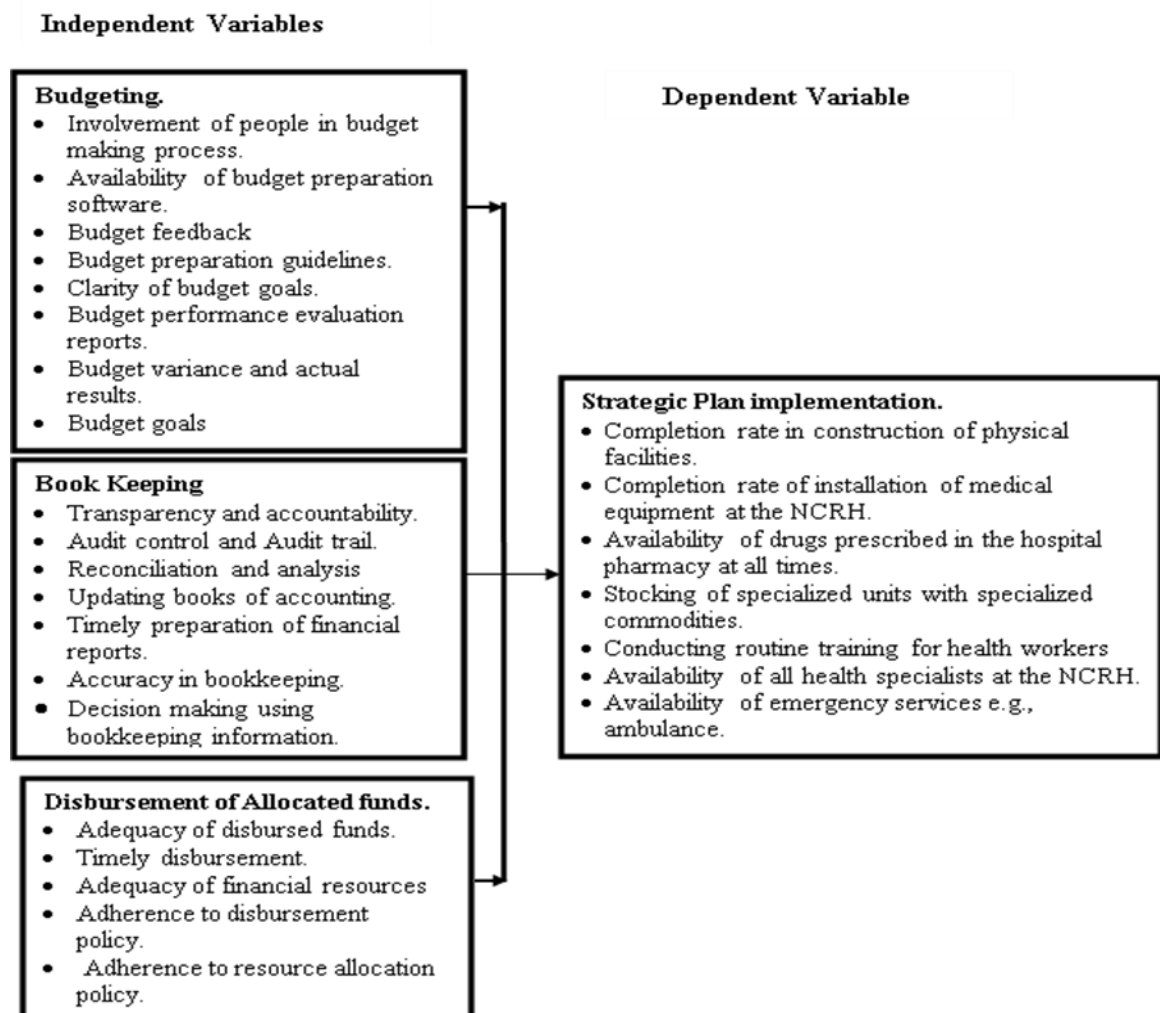 Independent Variables
Budgeting.
• Involvement of people in budget
making process.
• Availability of budget preparation
software.
• Budget feedback
• Budget preparation guidelines.
• Clarity of budget goals.
• Budget performance evaluation
reports.
• Budget variance and actual
results.
• Budget goals
Book Keeping
• Transparency and accountability.
• Audit control and Audit trail.
• Reconciliation and analysis
• Updating books of accounting.
• Timely preparation of financial
reports.
• Accuracy in bookkeeping.
• Decision making using
bookkeeping information.
Disbursement of Allocated funds.
• Adequacy of disbursed funds.
• Timely disbursement.
• Adequacy of financial resources
• Adherence to disbursement
policy.
• Adherence to resource allocation
policy.
Dependent Variable
Strategic Plan implementation.
• Completion rate in construction of physical
facilities.
• Completion rate of installation of medical
equipment at the NCRH.
• Availability of drugs prescribed in the hospital
pharmacy at all times.
• Stocking of specialized units with specialized
commodities.
• Conducting routine training for health workers
• Availability of all health specialists at the NCRH.
• Availability of emergency services e.g.,
ambulance.